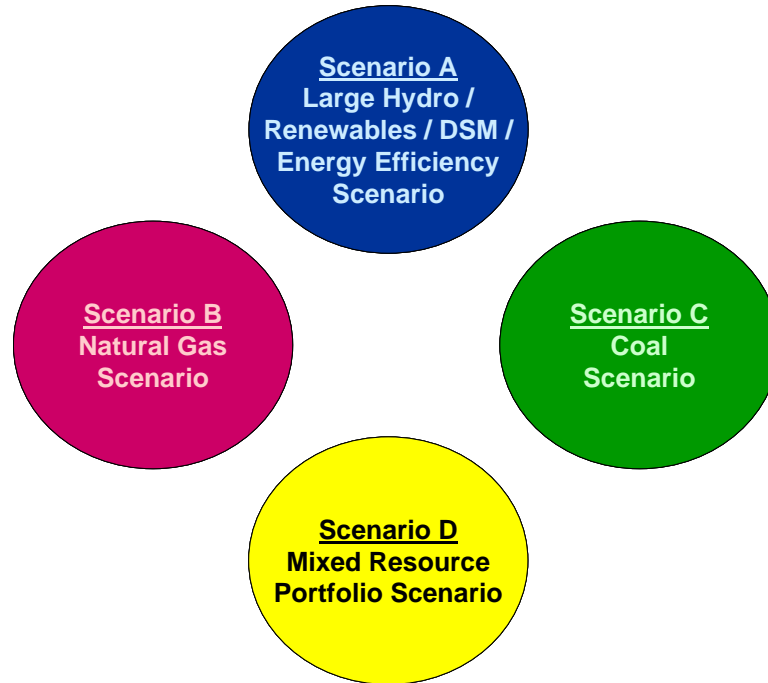 Scenario A
Large Hydro /
Renewables / DSM /
Energy Efficiency
Scenario
Scenario B
Natural Gas
Scenario
Scenario C
Coal
Scenario
Scenario D
Mixed Resource
Portfolio Scenario